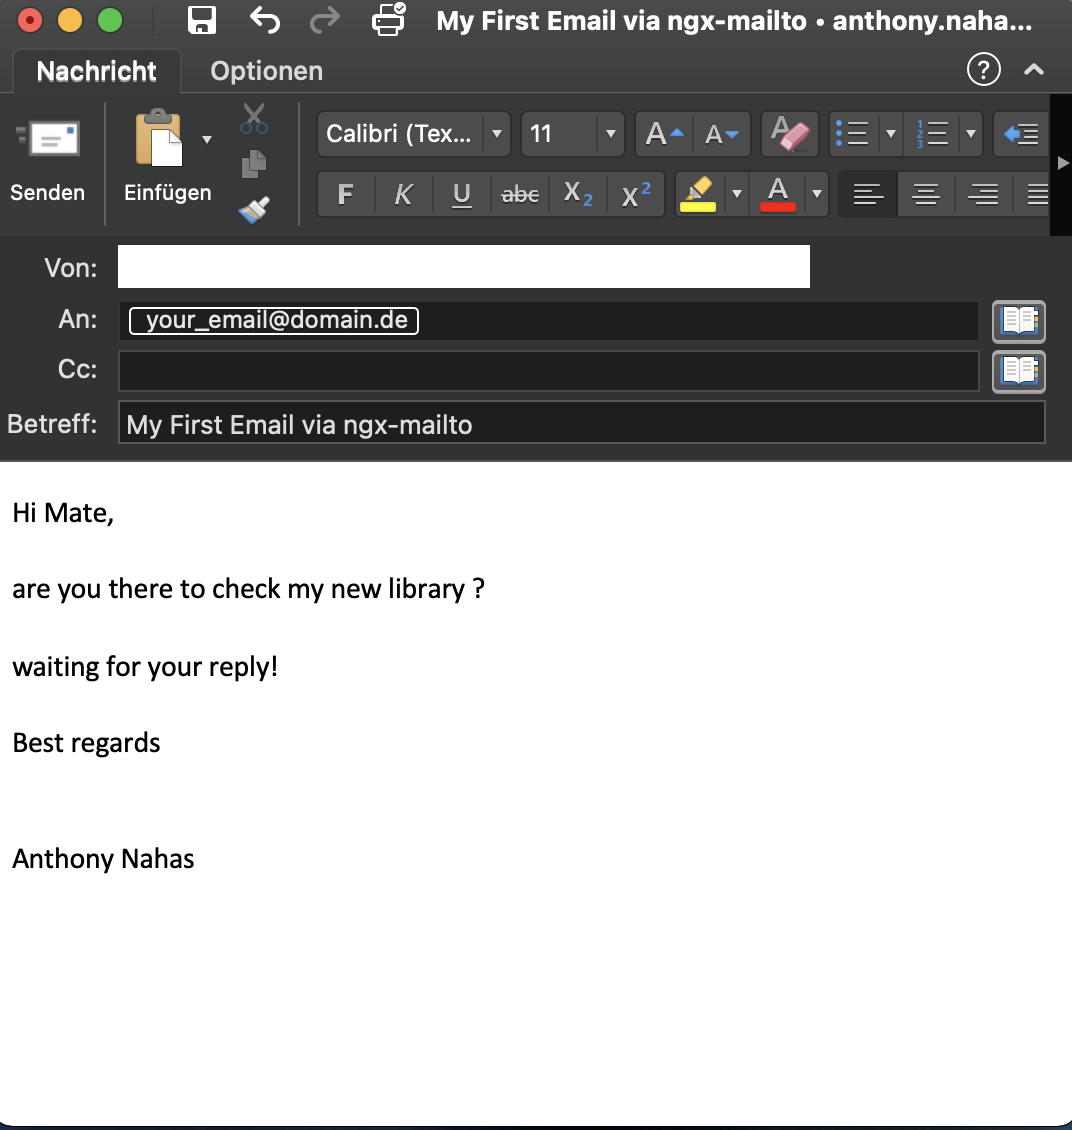 My First Email via ngx-mailto • anthony.naha...
Nachricht Optionen
Calibri (Tex... 11
Senden Einfügen
F K U abc X2 X2 A
Von:
An: your_email@domain.de
Cc:
Betreff: My First Email via ngx-mailto
Hi Mate,
are you there to check my new library ?
waiting for your reply!
Best regards
Anthony Nahas